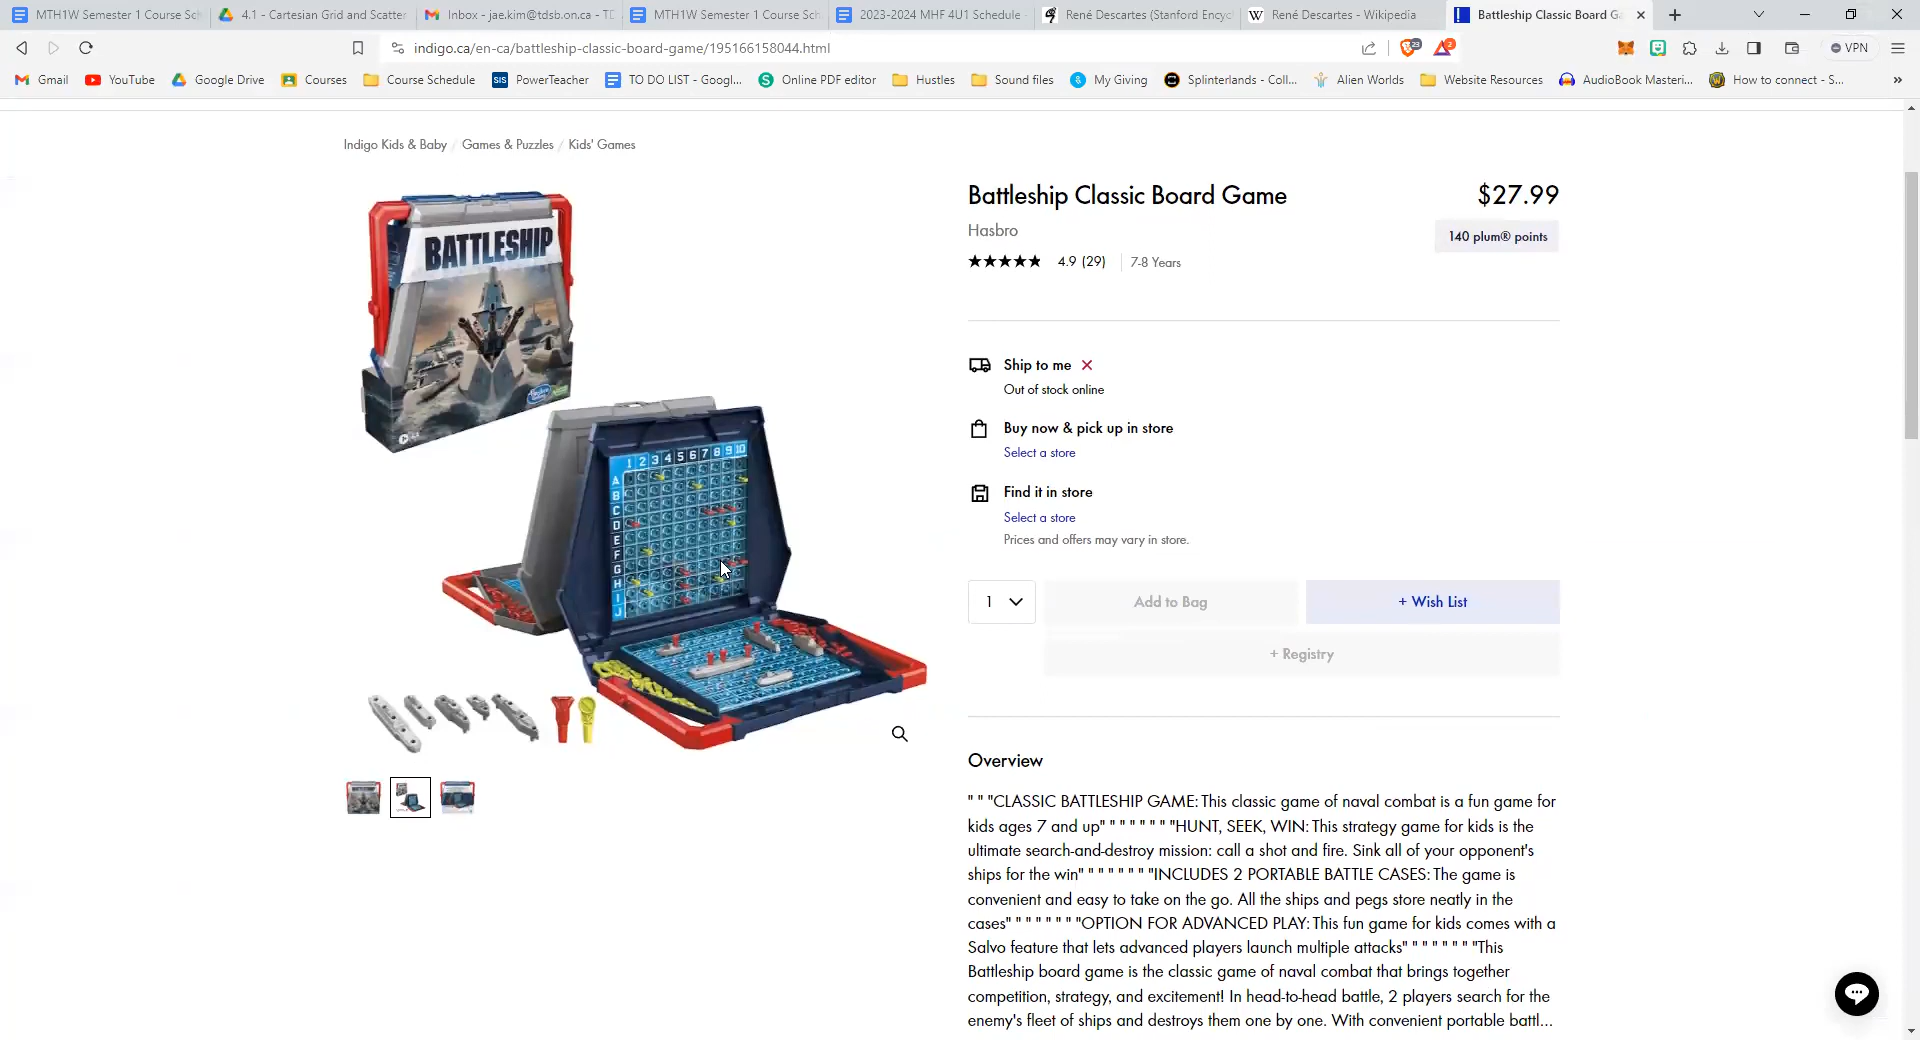 MTH1W Semester 1 Course Sch
4.1 - Cartesian Grid and Scatter
Inbox - jae.kim@tdsb.on.ca - TD
MTH1W Semester 1 Course Sch
2023-2024 MHF 4U1 Schedule -
René Descartes (Stanford Encyc
René Descartes - Wikipedia
Battleship Classic Board Ga
indigo.ca/en-ca/battleship-classic-board-game/195166158044.html
23
2
VPN
Gmail
YouTube
Google Drive
Courses
Course Schedule
SIS PowerTeacher
TO DO LIST - Googl...
Online PDF editor
Hustles
Sound files
My Giving
Splinterlands - Coll...
Alien Worlds
Website Resources
AudioBook Masteri...
How to connect - S...
Indigo Kids & Baby / Games & Puzzles / Kids' Games
BATTLESHIP
1 2 3 4 5 6 7 8 9 10
A
B
C
D
E
F
G
H
I
J
Battleship Classic Board Game
$27.99
Hasbro
140 plum® points
4.9 (29)
7-8 Years
Ship to me
Out of stock online
Buy now & pick up in store
Select a store
Find it in store
Select a store
Prices and offers may vary in store.
1
Add to Bag
+ Wish List
+ Registry
Overview
" " "CLASSIC BATTLESHIP GAME: This classic game of naval combat is a fun game for
kids ages 7 and up" " " " " " "HUNT, SEEK, WIN: This strategy game for kids is the
ultimate search-and-destroy mission: call a shot and fire. Sink all of your opponent's
ships for the win" " " " " " "INCLUDES 2 PORTABLE BATTLE CASES: The game is
convenient and easy to take on the go. All the ships and pegs store neatly in the
cases" " " " " " "OPTION FOR ADVANCED PLAY: This fun game for kids comes with a
Salvo feature that lets advanced players launch multiple attacks" " " " " " "This
Battleship board game is the classic game of naval combat that brings together
competition, strategy, and excitement! In head-to-head battle, 2 players search for the
enemy's fleet of ships and destroys them one by one. With convenient portable battl...